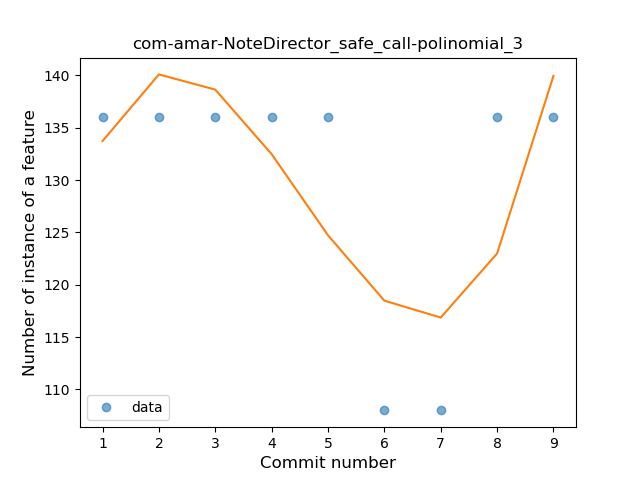 com-amar-NoteDirector_safe_call-polinomial_3
Number of instance of a feature
140
135
130
125
120
115
110
data
1 2 3 4 5 6 7 8 9
Commit number